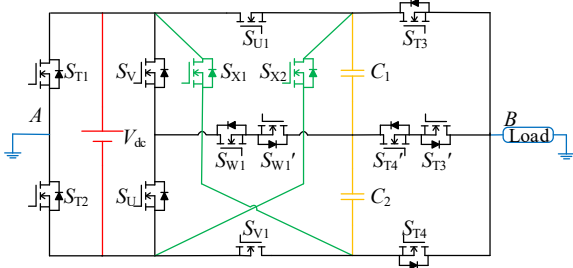 S_U1 S_T3
S_T1 S_V S_X1 S_X2 C_1
A V_dc B
Load
S_W1 S_W1' S_T4' S_T3'
S_T2 S_U C_2
S_V1 S_T4